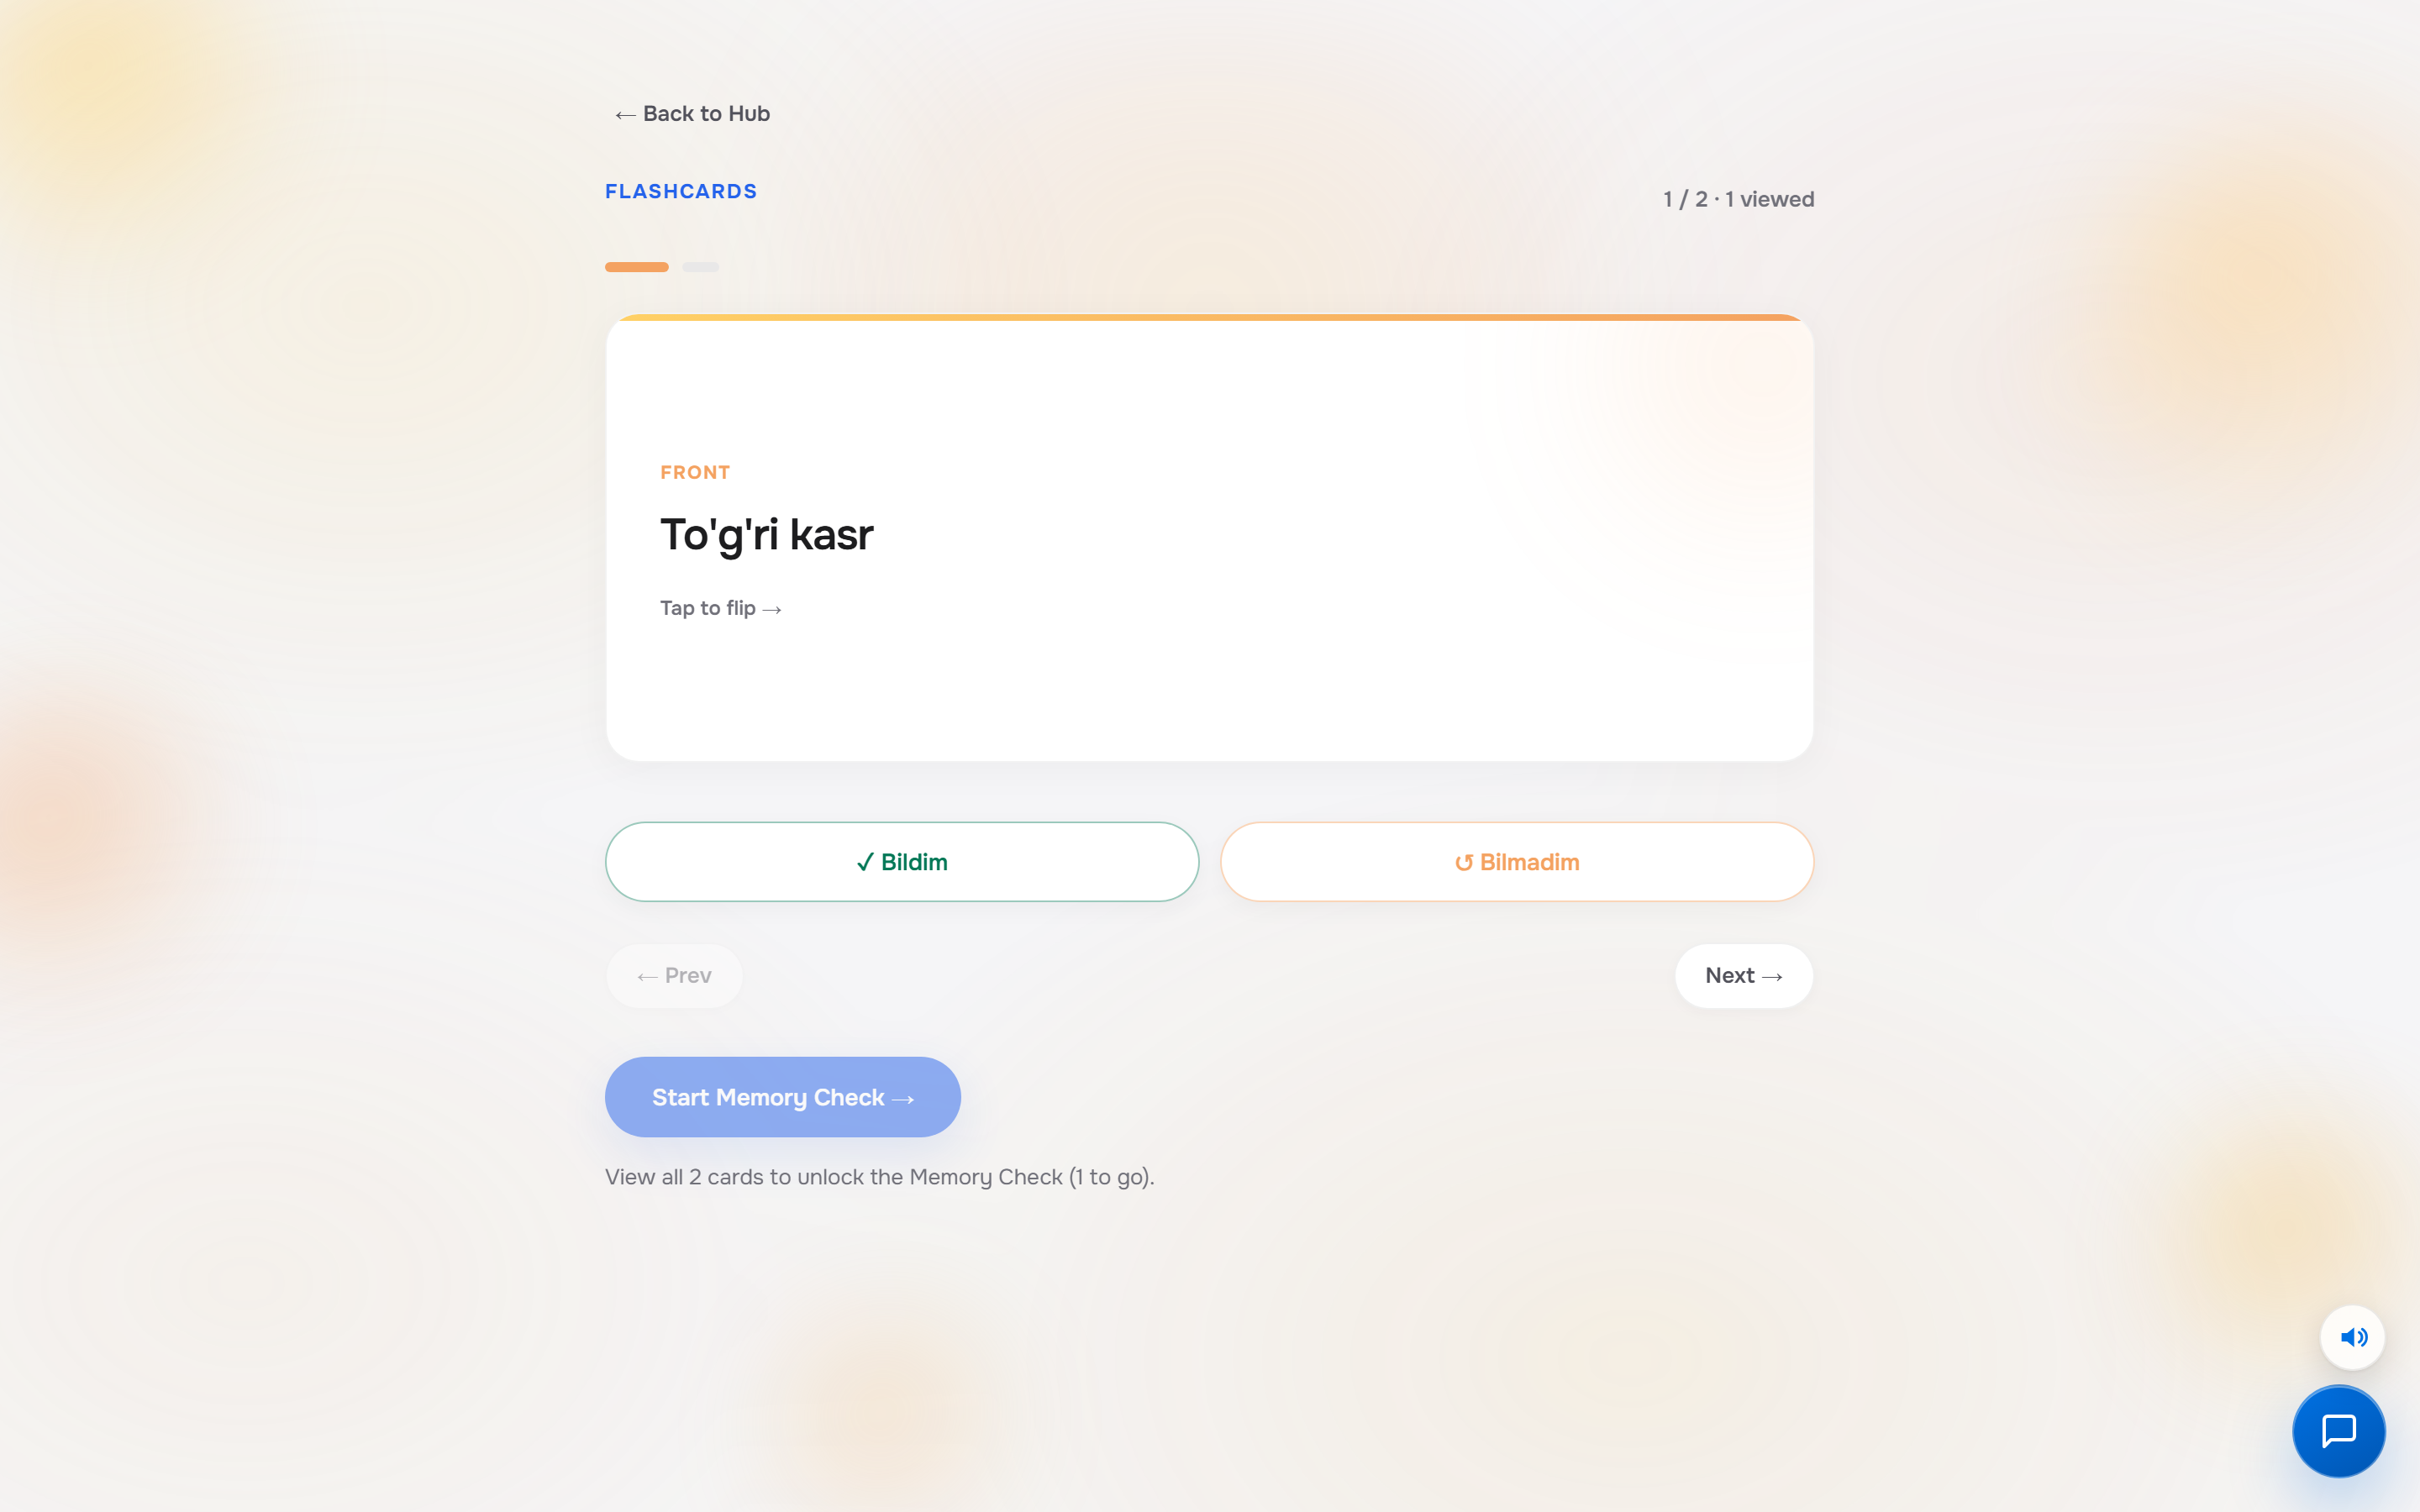 ← Back to Hub
FLASHCARDS
1 / 2 · 1 viewed
FRONT
To'g'ri kasr
Tap to flip →
✓ Bildim
↺ Bilmadim
← Prev
Next →
Start Memory Check →
View all 2 cards to unlock the Memory Check (1 to go).